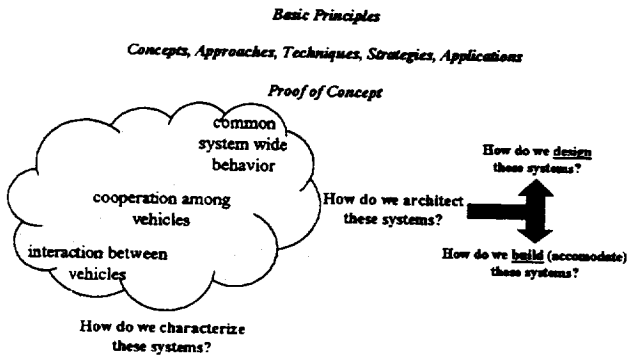 Basic Principles
Concepts, Approaches, Techniques, Strategies, Applications
Proof of Concept
common
system wide
behavior
cooperation among
vehicles
interaction between
vehicles
How do we characterize
these systems?
How do we architect
these systems?
How do we design
these systems?
How do we build (accomodate)
these systems?